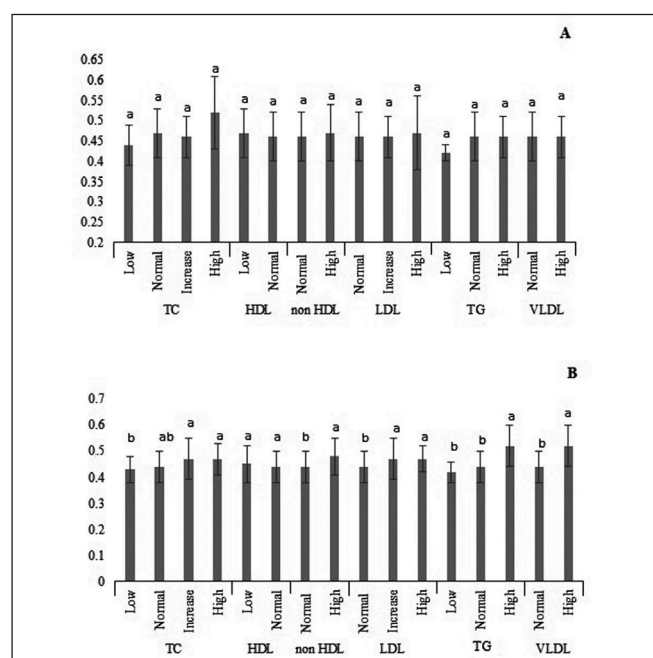 A
0.65
0.6
0.55
0.5
0.45
0.4
0.35
0.3
0.25
0.2
a a a a a a a a a a a a a a a a
Low Normal Increase High Low Normal Normal High Normal Increase High Low Normal Increase Normal High
TC HDL non HDL LDL TG VLDL
B
0.7
0.6
0.5
0.4
0.3
0.2
0.1
0
b ab a a a a b a b a a b b a b a
Low Normal Increase High Low Normal Normal High Normal Increase High Low Normal High Normal High
TC HDL non HDL LDL TG VLDL